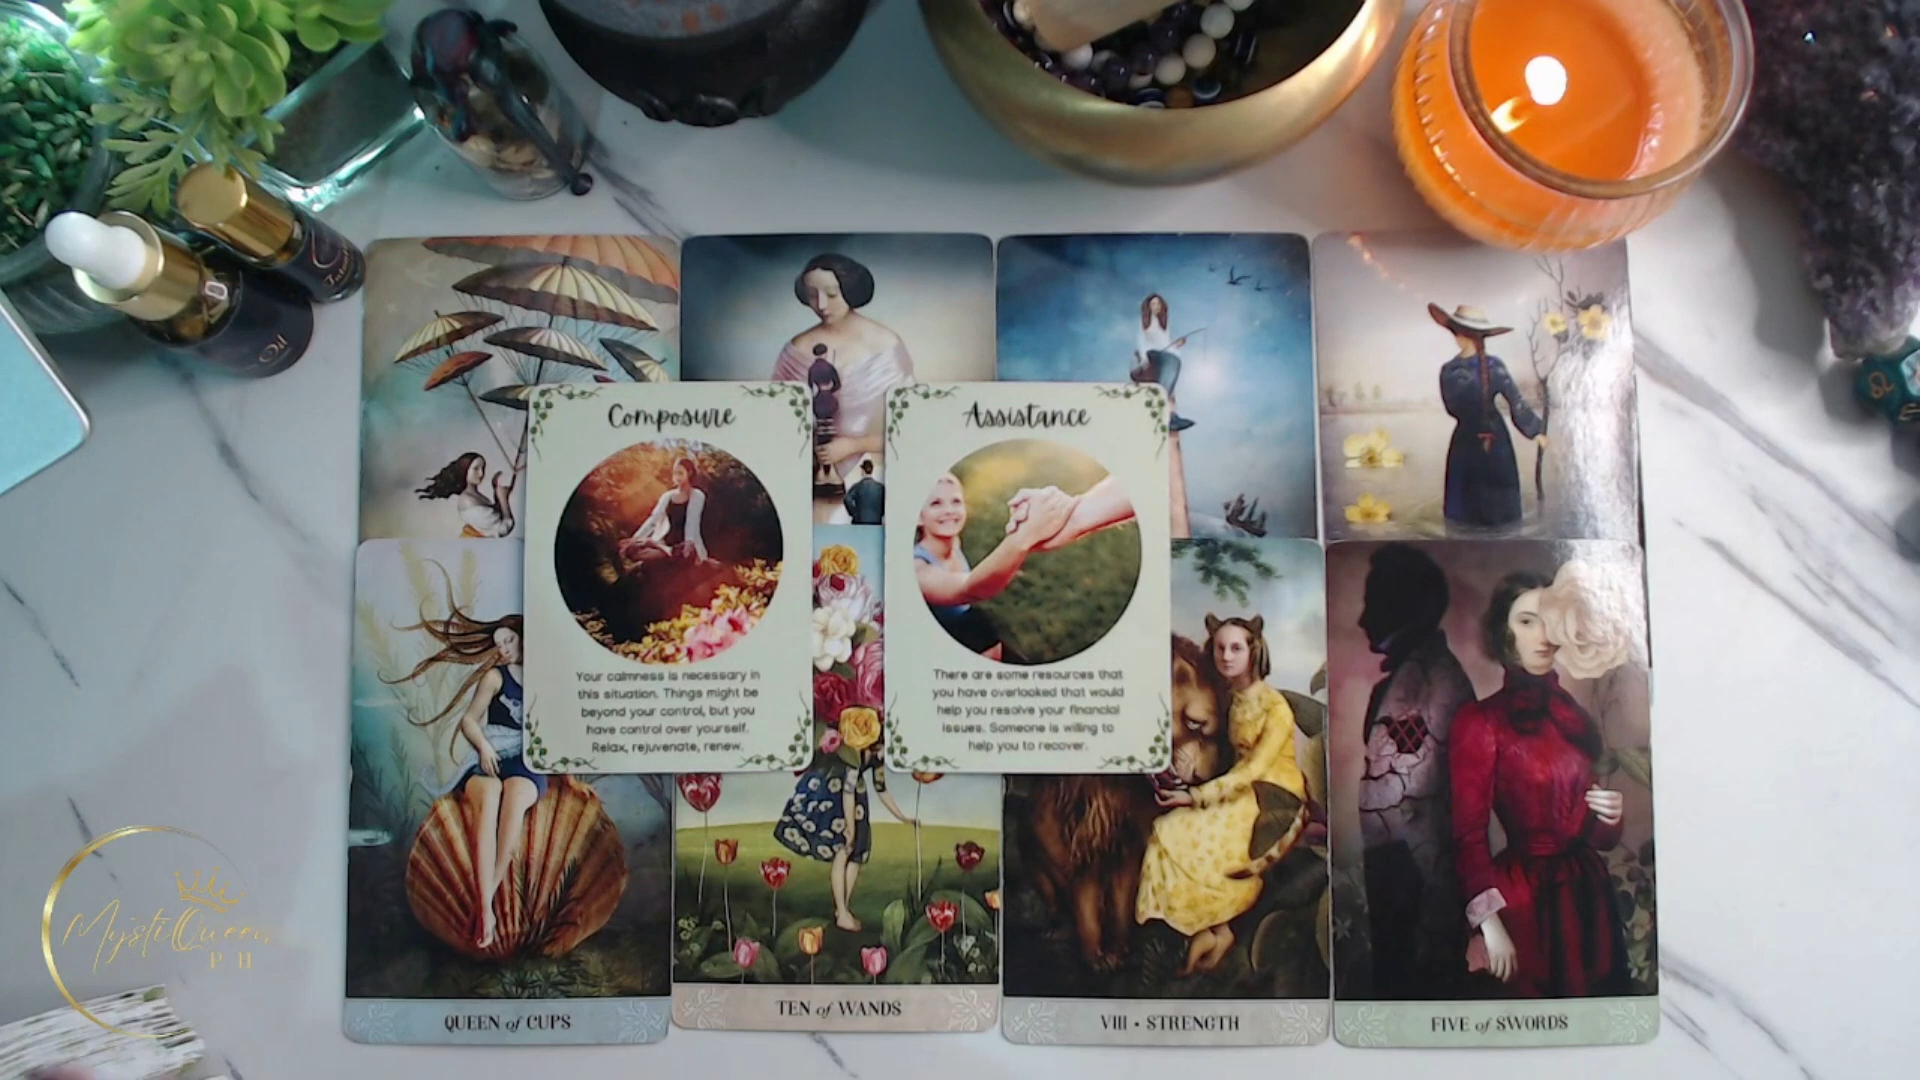 Oil
Composure
Your calmness is necessary in
this situation. Things might be
beyond your control, but you
have control over yourself.
Relax, rejuvenate, renew.
Assistance
There are some resources that
you have overlooked that would
help you resolve your financial
issues. Someone is willing to
help you to recover.
QUEEN of CUPS
TEN of WANDS
VIII • STRENGTH
FIVE of SWORDS
MystiQueen
PH